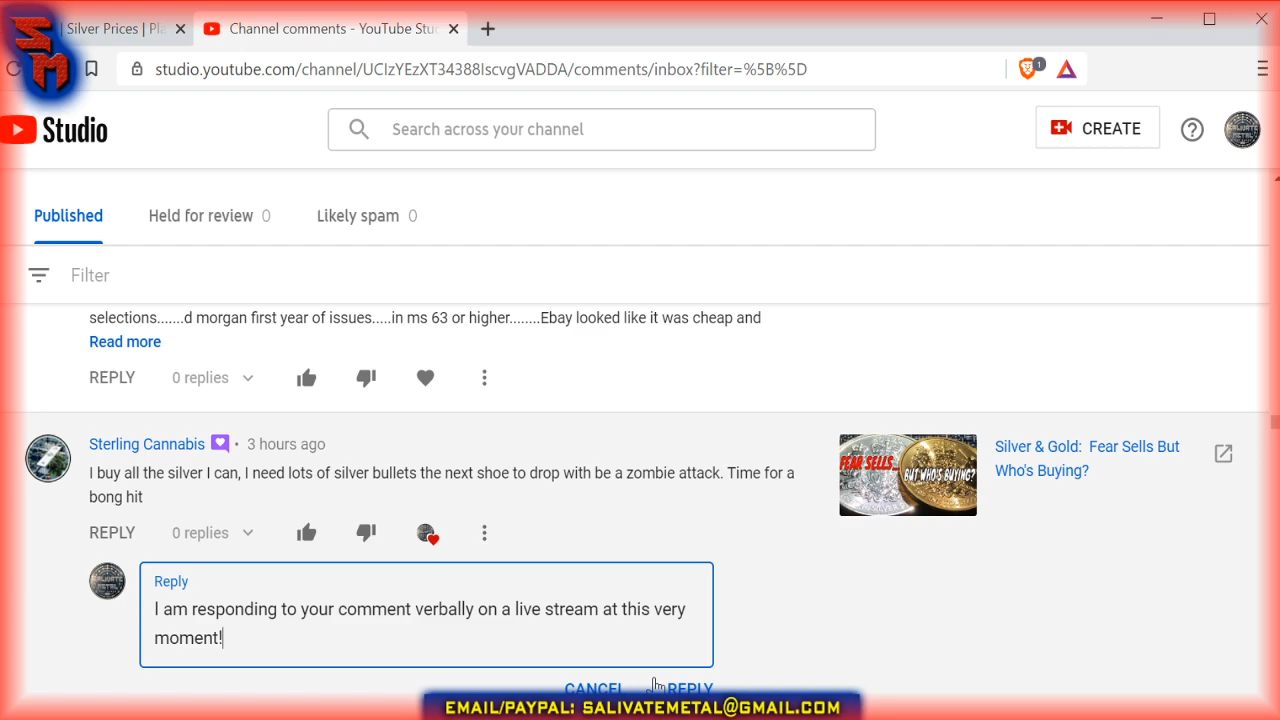 | Silver Prices | Pla
Channel comments - YouTube Stu
studio.youtube.com/channel/UCIzYEzXT34388IscvgVADDA/comments/inbox?filter=%5B%5D
1
SM
Studio
Search across your channel
CREATE
SALIVATE METAL
Published
Held for review 0
Likely spam 0
Filter
selections.......d morgan first year of issues.....in ms 63 or higher........Ebay looked like it was cheap and
Read more
REPLY 0 replies
Sterling Cannabis • 3 hours ago
I buy all the silver I can, I need lots of silver bullets the next shoe to drop with be a zombie attack. Time for a
bong hit
REPLY 0 replies
FEAR SELLS...
BUT WHO'S BUYING?
Silver & Gold: Fear Sells But
Who's Buying?
Reply
I am responding to your comment verbally on a live stream at this very
moment!
CANCEL REPLY
EMAIL/PAYPAL: SALIVATEMETAL@GMAIL.COM